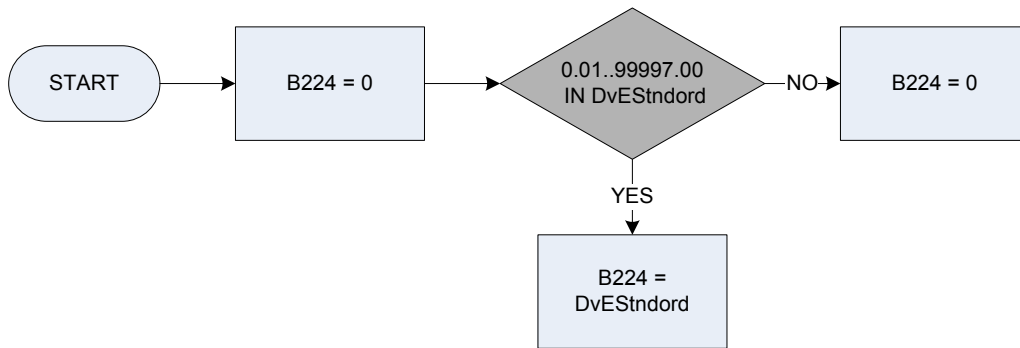 START
B224 = 0
0.01..99997.00
IN DvEStndord
NO
B224 = 0
YES
B224 =
DvEStndord